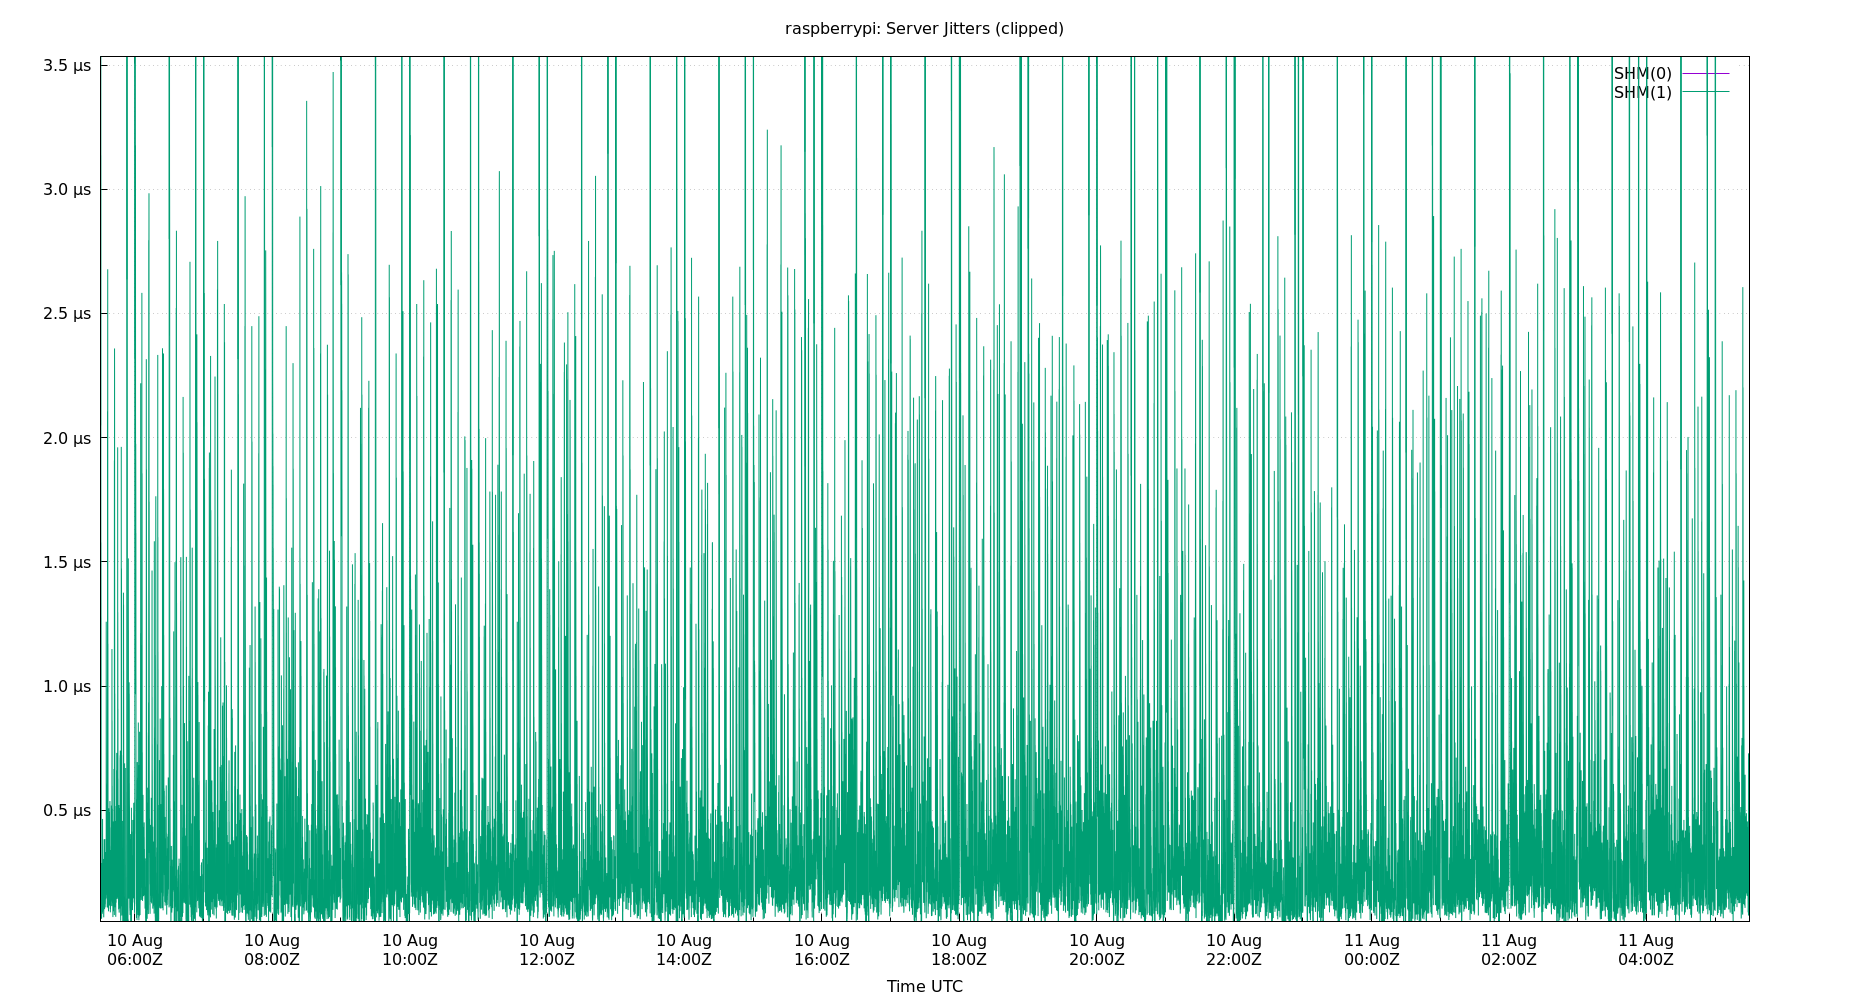 raspberrypi: Server Jitters (clipped)
3.5 µs
3.0 µs
2.5 µs
2.0 µs
1.5 µs
1.0 µs
0.5 µs
SHM(0)
SHM(1)
10 Aug 10 Aug 10 Aug 10 Aug 10 Aug 10 Aug 10 Aug 10 Aug 10 Aug 11 Aug 11 Aug 11 Aug
06:00Z 08:00Z 10:00Z 12:00Z 14:00Z 16:00Z 18:00Z 20:00Z 22:00Z 00:00Z 02:00Z 04:00Z
Time UTC